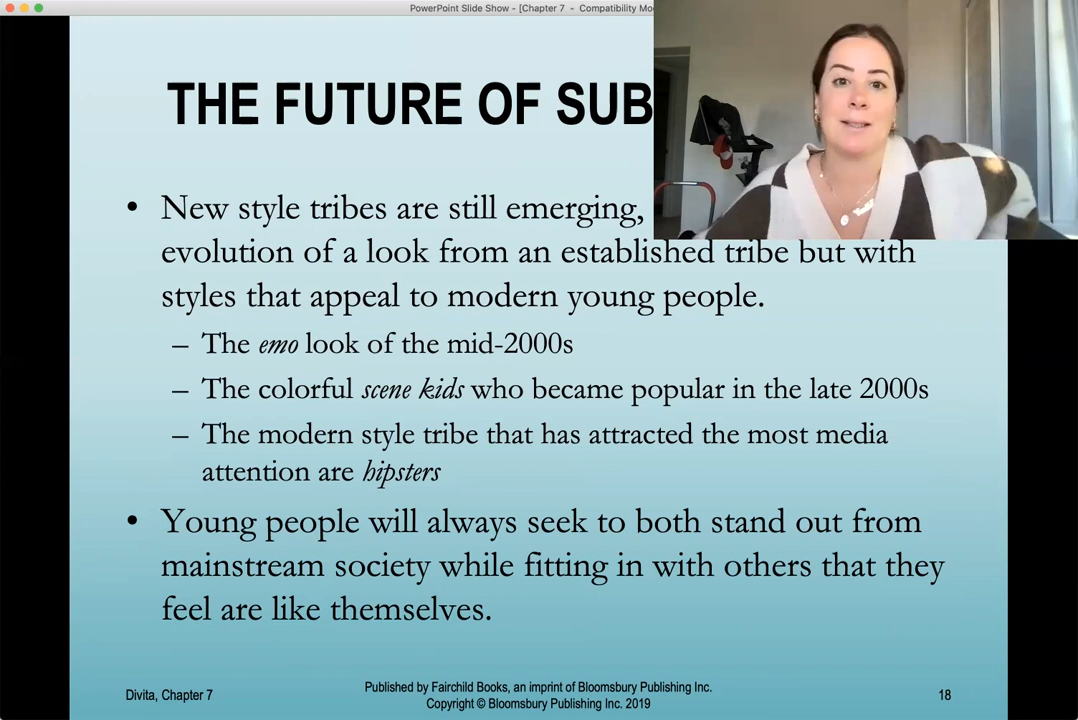 PowerPoint Slide Show - [Chapter 7 - Compatibility Mo
THE FUTURE OF SUB
• New style tribes are still emerging,
evolution of a look from an established tribe but with
styles that appeal to modern young people.
– The emo look of the mid-2000s
– The colorful scene kids who became popular in the late 2000s
– The modern style tribe that has attracted the most media
attention are hipsters
• Young people will always seek to both stand out from
mainstream society while fitting in with others that they
feel are like themselves.
Divita, Chapter 7
Published by Fairchild Books, an imprint of Bloomsbury Publishing Inc.
Copyright © Bloomsbury Publishing Inc. 2019
18